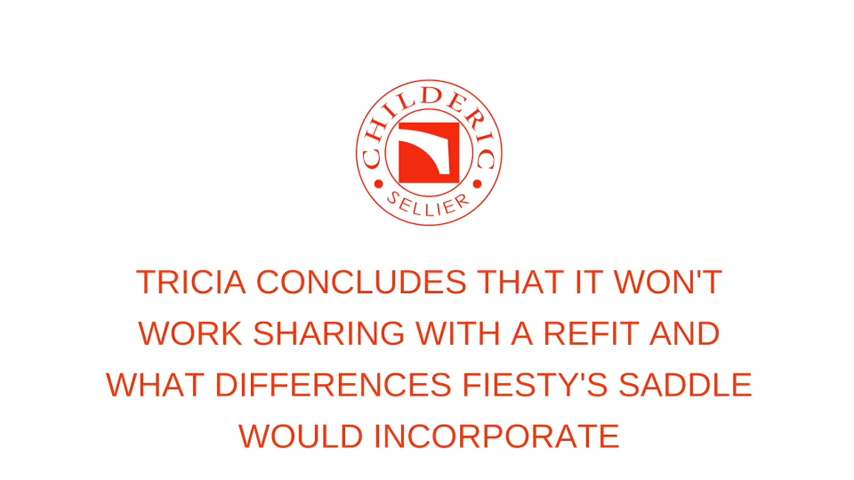 CHILDERIC
SELLIER
TRICIA CONCLUDES THAT IT WON'T
WORK SHARING WITH A REFIT AND
WHAT DIFFERENCES FIESTY'S SADDLE
WOULD INCORPORATE